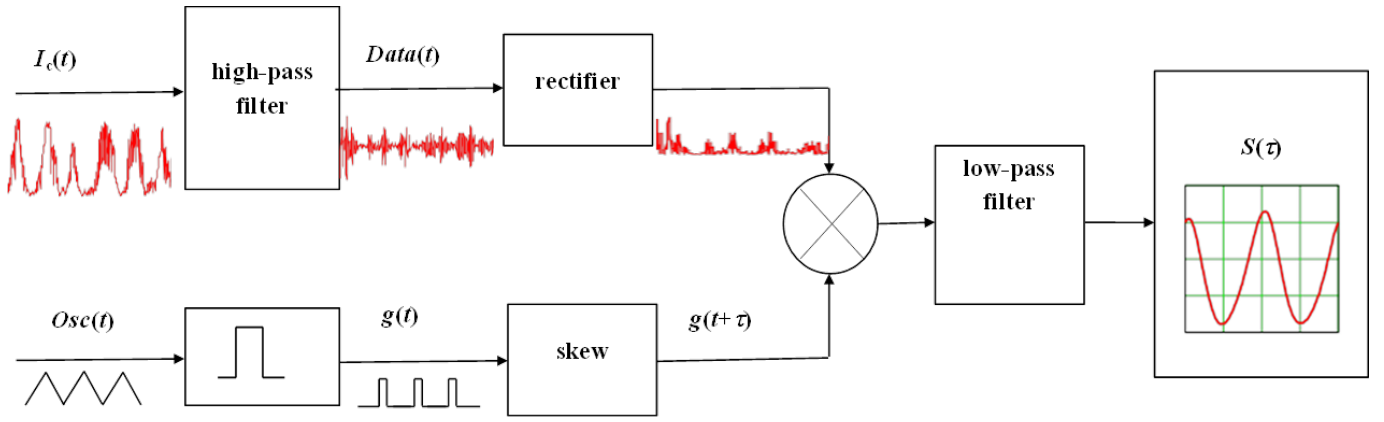 I_c(t)
high-pass
filter
Data(t)
rectifier
low-pass
filter
S(τ)
Osc(t)
g(t)
skew
g(t+τ)